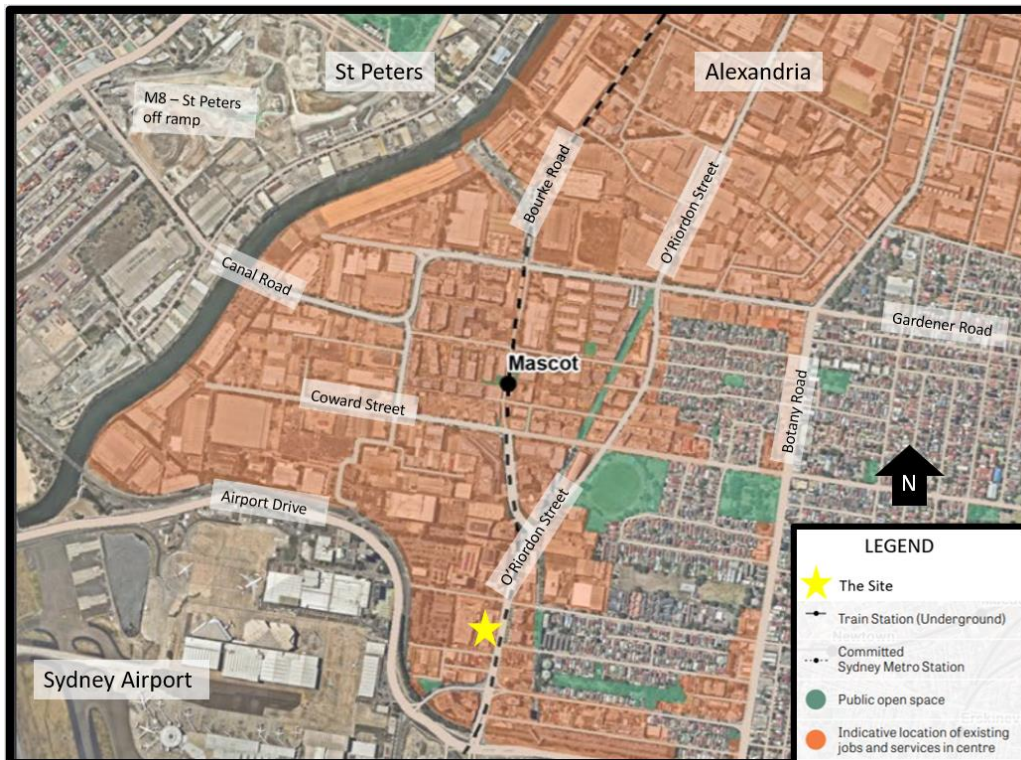 St Peters
Alexandria
M8 – St Peters
off ramp
Bourke Road
O'Riordon Street
Canal Road
Gardener Road
Mascot
Coward Street
Botany Road
N
Airport Drive
O'Riordon Street
Sydney Airport
LEGEND
The Site
Train Station (Underground)
Committed
Sydney Metro Station
Public open space
Indicative location of existing
jobs and services in centre